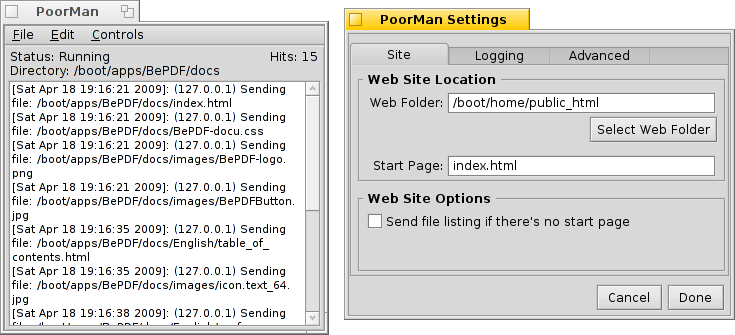 PoorMan
File Edit Controls
Status: Running Hits: 15
Directory: /boot/apps/BePDF/docs
[Sat Apr 18 19:16:21 2009]: (127.0.0.1) Sending
file: /boot/apps/BePDF/docs/index.html
[Sat Apr 18 19:16:21 2009]: (127.0.0.1) Sending
file: /boot/apps/BePDF/docs/BePDF-docu.css
[Sat Apr 18 19:16:21 2009]: (127.0.0.1) Sending
file: /boot/apps/BePDF/docs/images/BePDF-logo.
png
[Sat Apr 18 19:16:21 2009]: (127.0.0.1) Sending
file: /boot/apps/BePDF/docs/images/BePDFButton.
jpg
[Sat Apr 18 19:16:35 2009]: (127.0.0.1) Sending
file: /boot/apps/BePDF/docs/English/table_of_
contents.html
[Sat Apr 18 19:16:35 2009]: (127.0.0.1) Sending
file: /boot/apps/BePDF/docs/images/icon.text_64.
jpg
[Sat Apr 18 19:16:38 2009]: (127.0.0.1) Sending
PoorMan Settings
Site Logging Advanced
Web Site Location
Web Folder: /boot/home/public_html
Select Web Folder
Start Page: index.html
Web Site Options
Send file listing if there's no start page
Cancel Done